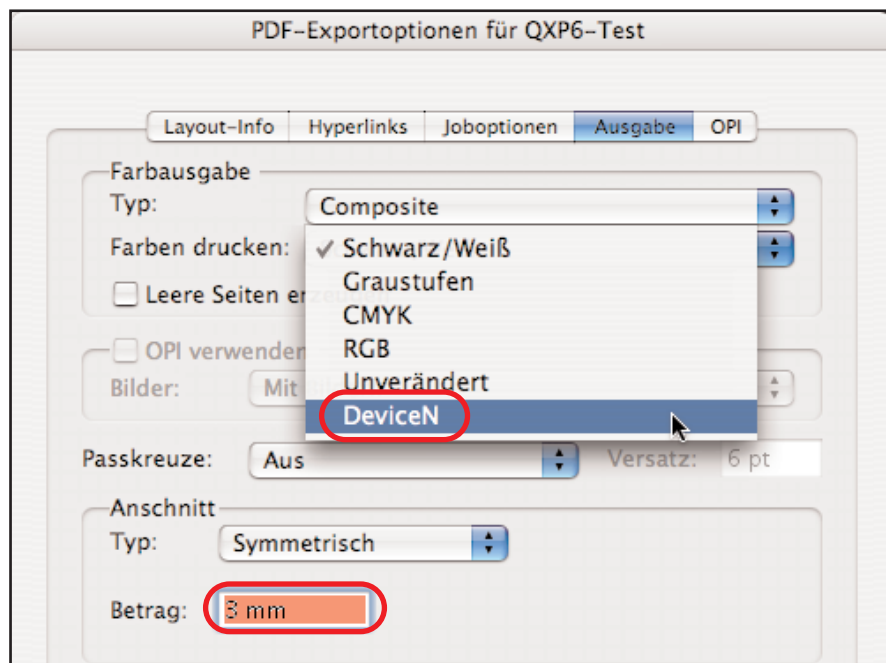 PDF-Exportoptionen für QXP6-Test
Layout-Info Hyperlinks Joboptionen Ausgabe OPI
Farbausgabe
Typ: Composite
Farben drucken: ✓ Schwarz/Weiß
Graustufen
Leere Seiten
CMYK
RGB
OPI verwenden
Unverändert
Bilder: Mit
DeviceN
Passkreuze: Aus Versatz: 6 pt
Anschnitt
Typ: Symmetrisch
Betrag: 3 mm